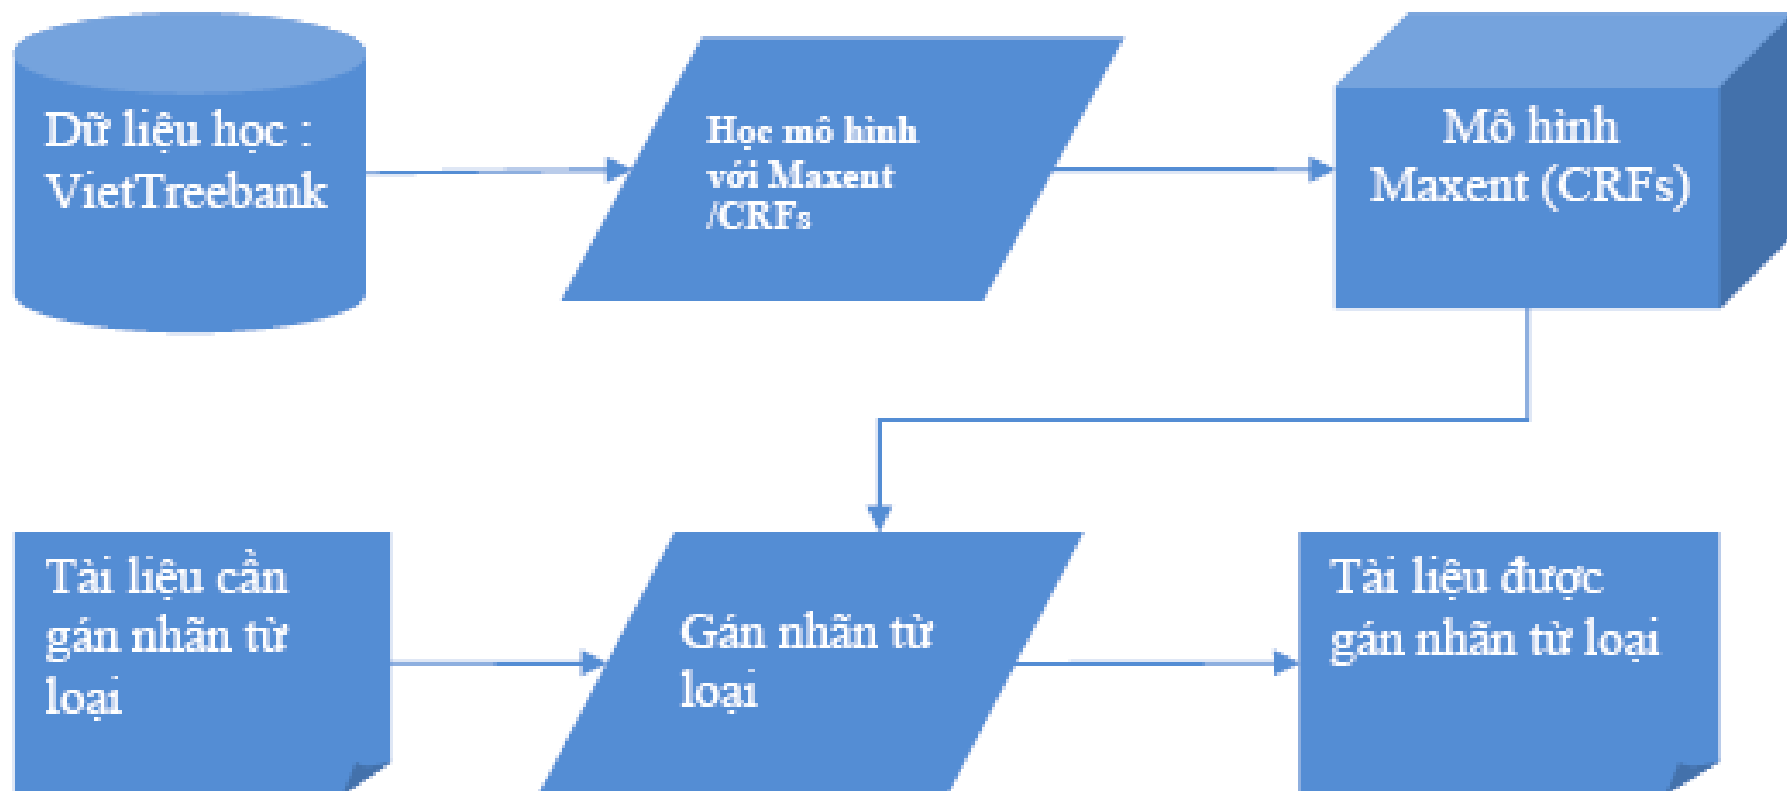 Dữ liệu học :
VietTreebank
Học mô hình
với Maxent
/CRFs
Mô hình
Maxent (CRFs)
Tài liệu cần
gán nhãn từ
loại
Gán nhãn từ
loại
Tài liệu được
gán nhãn từ loại